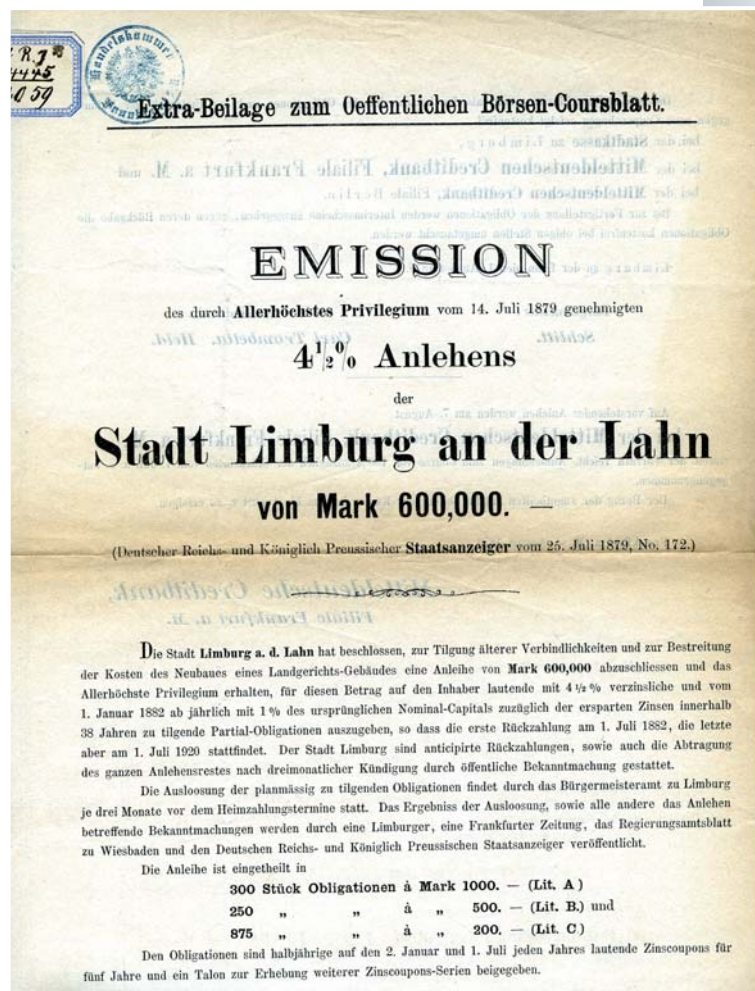 R. J
4445
1059
Handelskammer
Extra-Beilage zum Oeffentlichen Börsen-Coursblatt.
EMISSION
des durch Allerhöchstes Privilegium vom 14. Juli 1879 genehmigten
4 1/2 % Anlehens
der
Stadt Limburg an der Lahn
von Mark 600,000. —
(Deutscher Reichs- und Königlich Preussischer Staatsanzeiger vom 25. Juli 1879, No. 172.)
Die Stadt Limburg a. d. Lahn hat beschlossen, zur Tilgung älterer Verbindlichkeiten und zur Bestreitung
der Kosten des Neubaues eines Landgerichts-Gebäudes eine Anleihe von Mark 600,000 abzuschliessen und das
Allerhöchste Privilegium erhalten, für diesen Betrag auf den Inhaber lautende mit 4 1/2 % verzinsliche und vom
1. Januar 1882 ab jährlich mit 1 % des ursprünglichen Nominal-Capitals zuzüglich der ersparten Zinsen innerhalb
38 Jahren zu tilgende Partial-Obligationen auszugeben, so dass die erste Rückzahlung am 1. Juli 1882, die letzte
aber am 1. Juli 1920 stattfindet. Der Stadt Limburg sind anticipirte Rückzahlungen, sowie auch die Abtragung
des ganzen Anlehensrestes nach dreimonatlicher Kündigung durch öffentliche Bekanntmachung gestattet.
Die Ausloosung der planmässig zu tilgenden Obligationen findet durch das Bürgermeisteramt zu Limburg
je drei Monate vor dem Heimzahlungstermine statt. Das Ergebniss der Ausloosung, sowie alle andere das Anlehen
betreffende Bekanntmachungen werden durch eine Limburger, eine Frankfurter Zeitung, das Regierungsamtsblatt
zu Wiesbaden und den Deutschen Reichs- und Königlich Preussischen Staatsanzeiger veröffentlicht.
Die Anleihe ist eingetheilt in
300 Stück Obligationen à Mark 1000. — (Lit. A)
250 „ „ à „ 500. — (Lit. B.) und
875 „ „ à „ 200. — (Lit. C)
Den Obligationen sind halbjährige auf den 2. Januar und 1. Juli jeden Jahres lautende Zinscoupons für
fünf Jahre und ein Talon zur Erhebung weiterer Zinscoupons-Serien beigegeben.